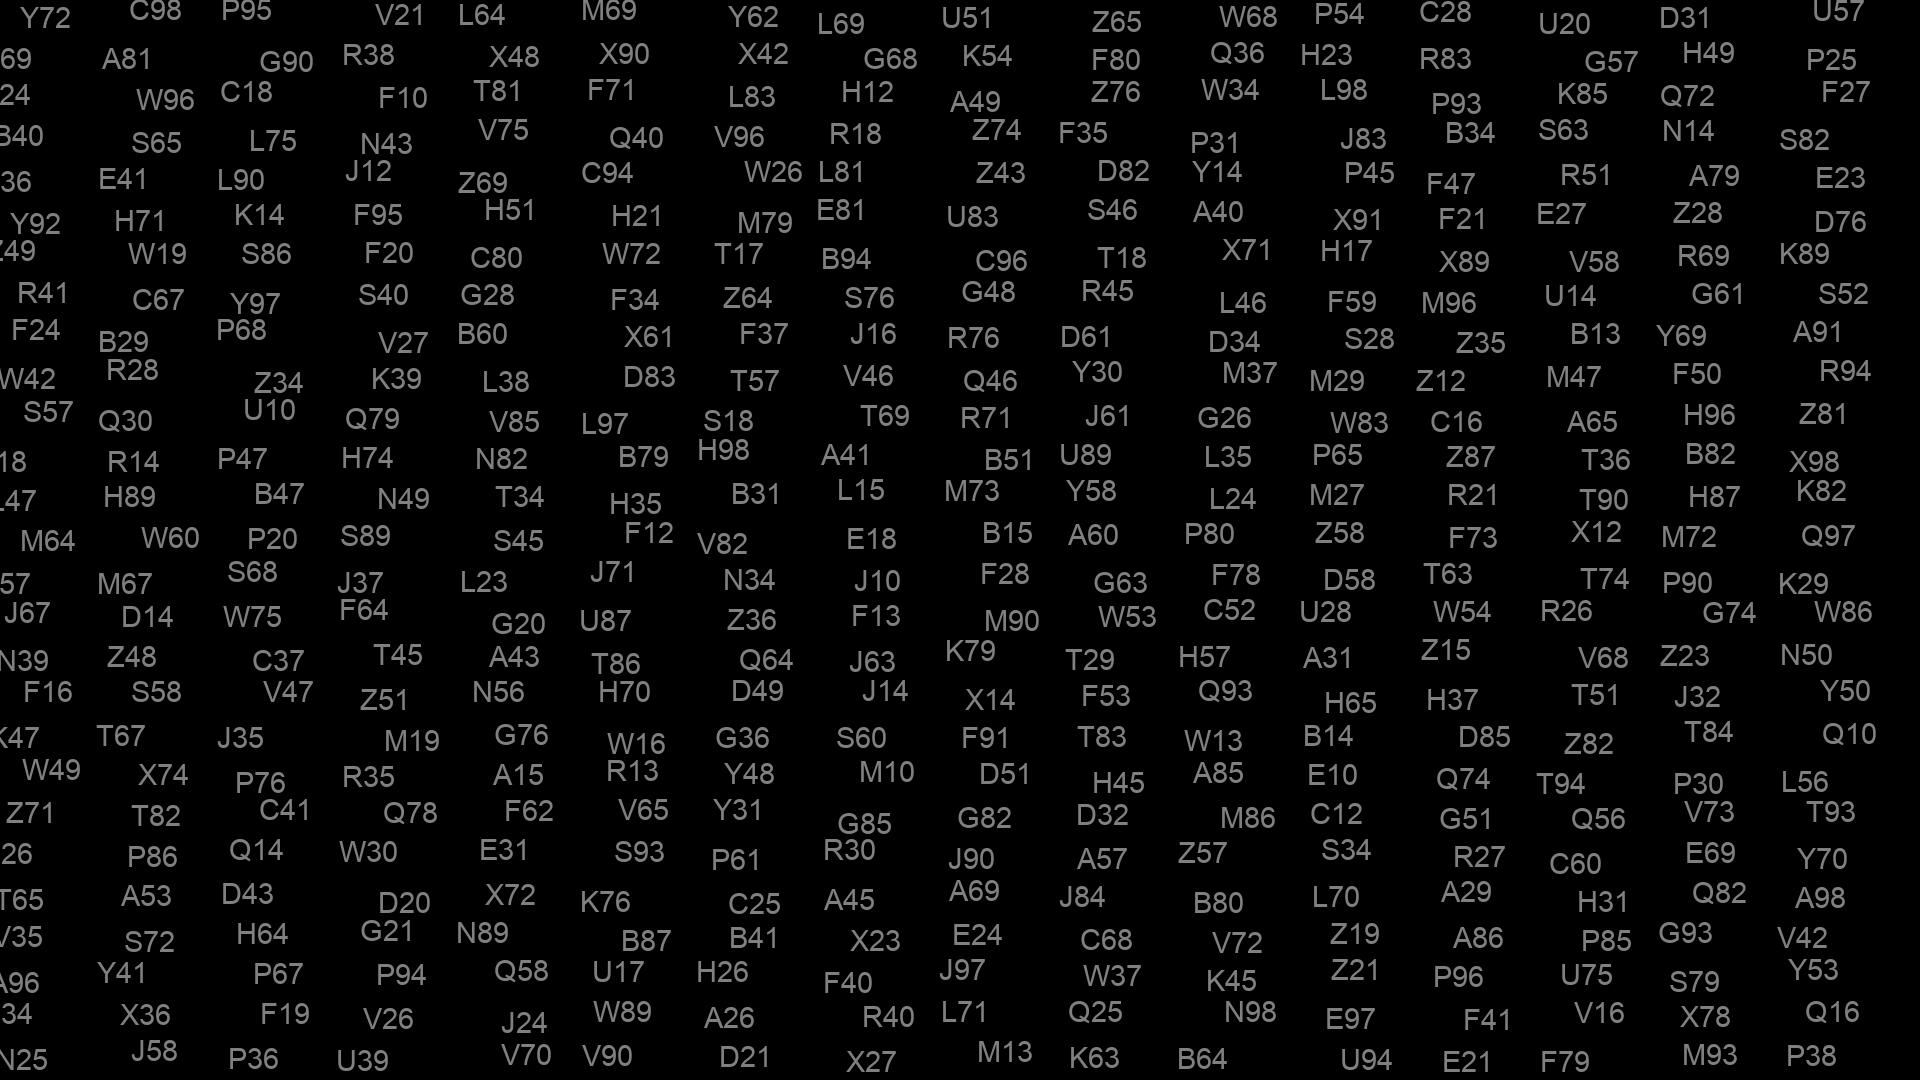 Y72 C98 P95 V21 L64 M69 Y62 L69 U51 Z65 W68 P54 C28 U20 D31 U57
69 A81 G90 R38 X48 X90 X42 G68 K54 F80 Q36 H23 R83 G57 H49 P25
24 W96 C18 F10 T81 F71 L83 H12 A49 Z76 W34 L98 P93 K85 Q72 F27
B40 S65 L75 N43 V75 Q40 V96 R18 Z74 F35 P31 J83 B34 S63 N14 S82
36 E41 L90 J12 Z69 C94 W26 L81 Z43 D82 Y14 P45 F47 R51 A79 E23
Y92 H71 K14 F95 H51 H21 M79 E81 U83 S46 A40 X91 F21 E27 Z28 D76
Z49 W19 S86 F20 C80 W72 T17 B94 C96 T18 X71 H17 X89 V58 R69 K89
R41 C67 Y97 S40 G28 F34 Z64 S76 G48 R45 L46 F59 M96 U14 G61 S52
F24 B29 P68 V27 B60 X61 F37 J16 R76 D61 D34 S28 Z35 B13 Y69 A91
W42 R28 Z34 K39 L38 D83 T57 V46 Q46 Y30 M37 M29 Z12 M47 F50 R94
S57 Q30 U10 Q79 V85 L97 S18 T69 R71 J61 G26 W83 C16 A65 H96 Z81
18 R14 P47 H74 N82 B79 H98 A41 B51 U89 L35 P65 Z87 T36 B82 X98
L47 H89 B47 N49 T34 H35 B31 L15 M73 Y58 L24 M27 R21 T90 H87 K82
M64 W60 P20 S89 S45 F12 V82 E18 B15 A60 P80 Z58 F73 X12 M72 Q97
57 M67 S68 J37 L23 J71 N34 J10 F28 G63 F78 D58 T63 T74 P90 K29
J67 D14 W75 F64 G20 U87 Z36 F13 M90 W53 C52 U28 W54 R26 G74 W86
N39 Z48 C37 T45 A43 T86 Q64 J63 K79 T29 H57 A31 Z15 V68 Z23 N50
F16 S58 V47 Z51 N56 H70 D49 J14 X14 F53 Q93 H65 H37 T51 J32 Y50
K47 T67 J35 M19 G76 W16 G36 S60 F91 T83 W13 B14 D85 Z82 T84 Q10
W49 X74 P76 R35 A15 R13 Y48 M10 D51 H45 A85 E10 Q74 T94 P30 L56
Z71 T82 C41 Q78 F62 V65 Y31 G85 G82 D32 M86 C12 G51 Q56 V73 T93
26 P86 Q14 W30 E31 S93 P61 R30 J90 A57 Z57 S34 R27 C60 E69 Y70
T65 A53 D43 D20 X72 K76 C25 A45 A69 J84 B80 L70 A29 H31 Q82 A98
V35 S72 H64 G21 N89 B87 B41 X23 E24 C68 V72 Z19 A86 P85 G93 V42
A96 Y41 P67 P94 Q58 U17 H26 F40 J97 W37 K45 Z21 P96 U75 S79 Y53
34 X36 F19 V26 J24 W89 A26 R40 L71 Q25 N98 E97 F41 V16 X78 Q16
N25 J58 P36 U39 V70 V90 D21 X27 M13 K63 B64 U94 E21 F79 M93 P38